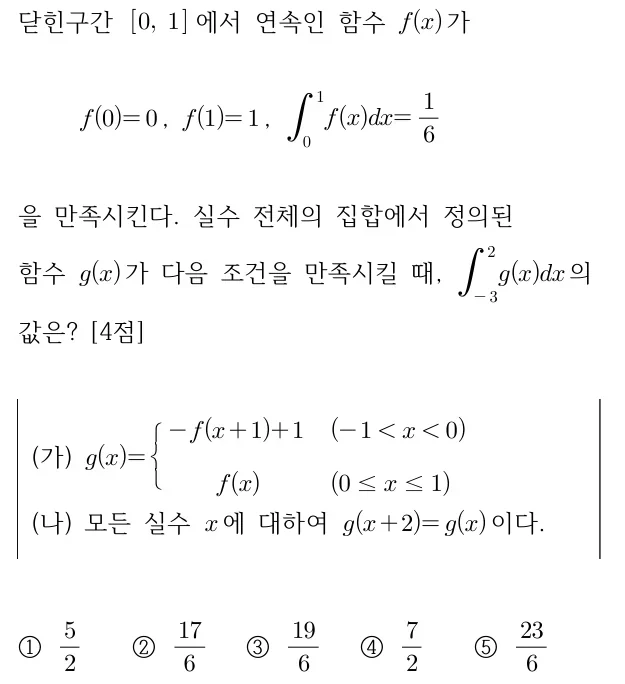 닫힌구간 [0, 1]에서 연속인 함수 f(x)가
f(0)=0, f(1)=1, ∫₀¹ f(x)dx = 1/6
을 만족시킨다. 실수 전체의 집합에서 정의된
함수 g(x)가 다음 조건을 만족시킬 때, ∫₋₃² g(x)dx의
값은? [4점]
(가) g(x)={ -f(x+1)+1 (-1<x<0)
f(x) (0≤x≤1)
(나) 모든 실수 x에 대하여 g(x+2)=g(x)이다.
① 5/2 ② 17/6 ③ 19/6 ④ 7/2 ⑤ 23/6